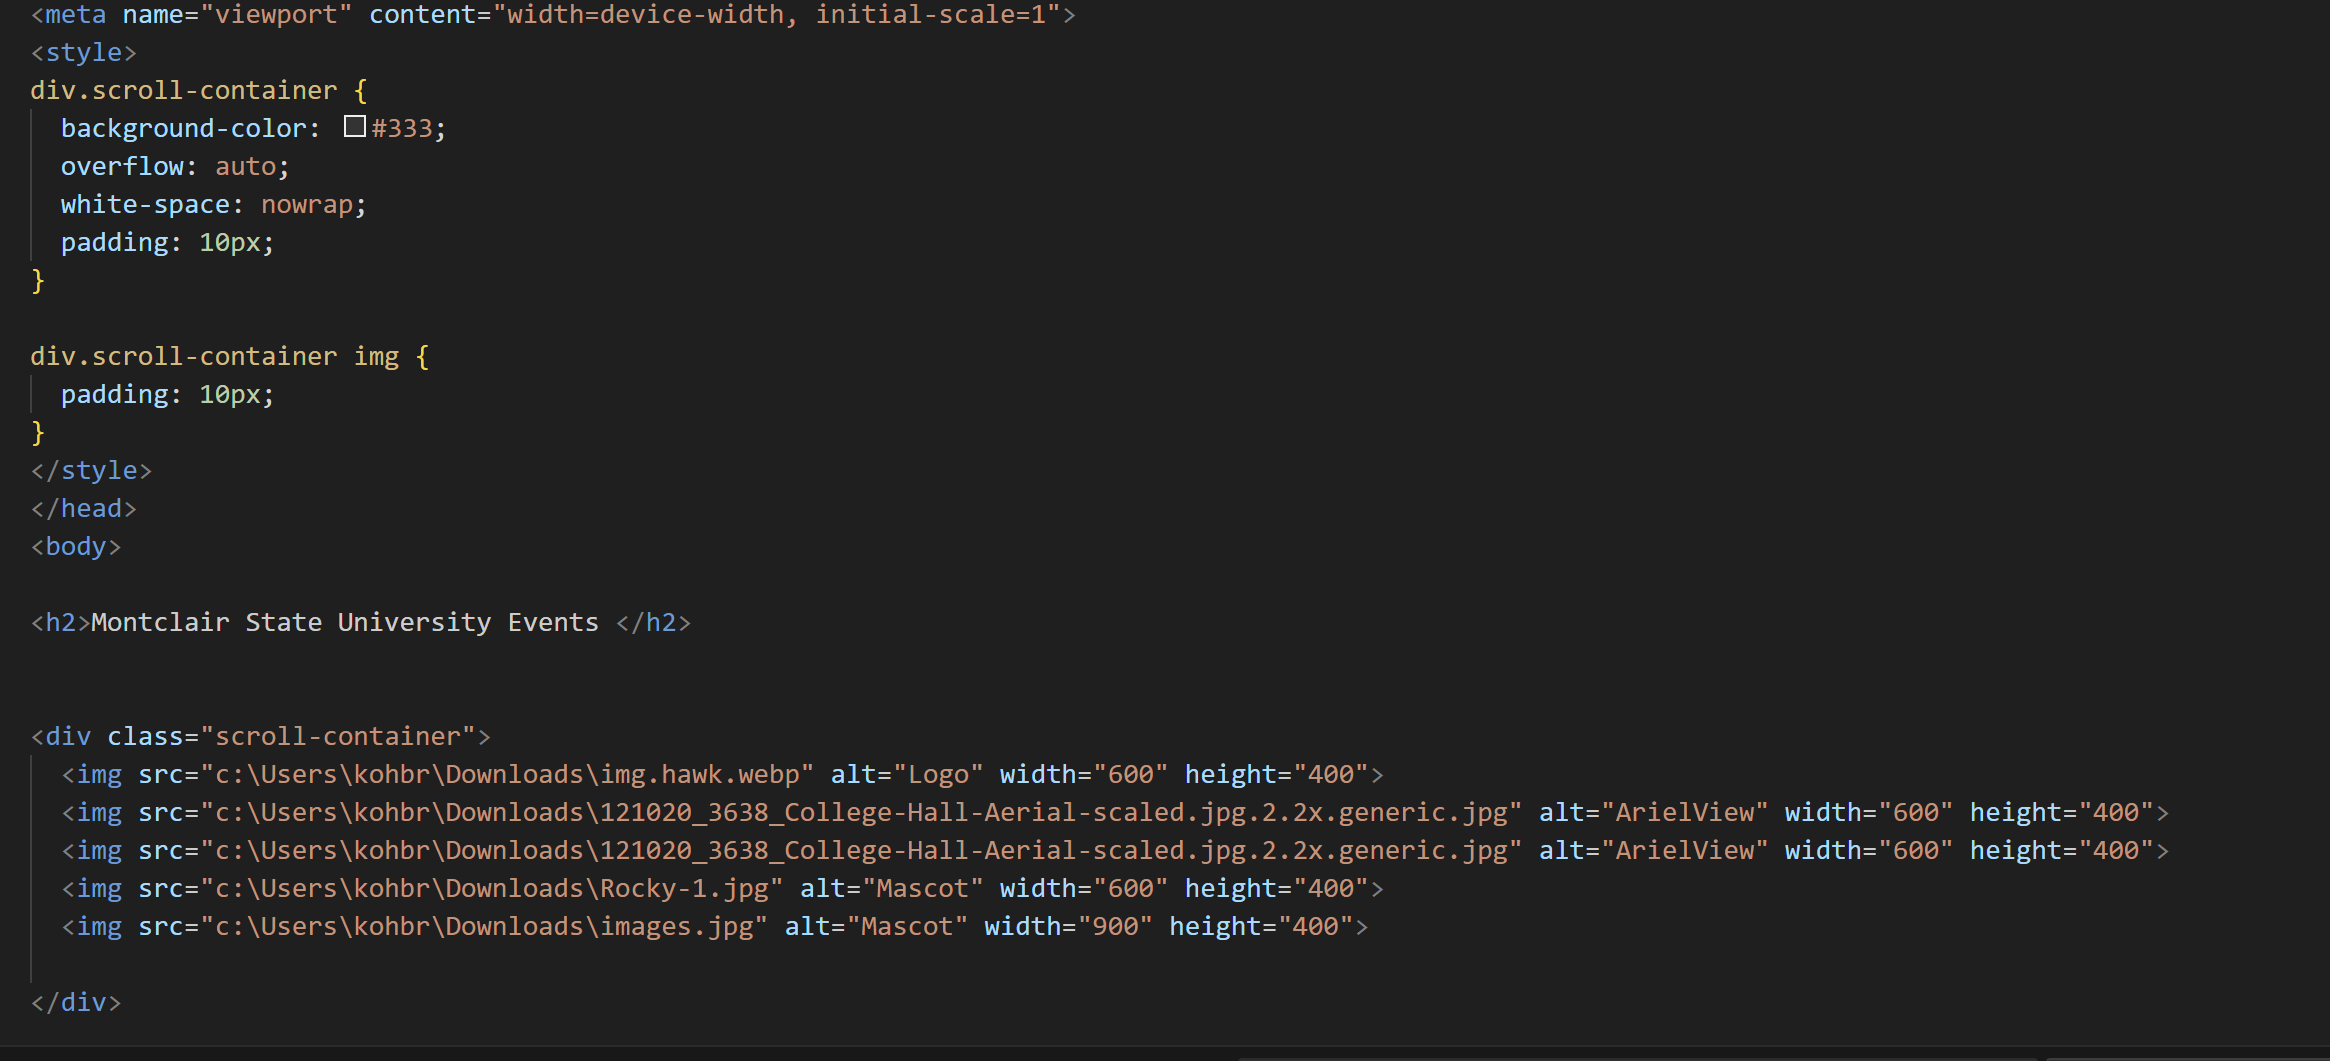 <meta name="viewport" content="width=device-width, initial-scale=1">
<style>
div.scroll-container {
  background-color: #333;
  overflow: auto;
  white-space: nowrap;
  padding: 10px;
}

div.scroll-container img {
  padding: 10px;
}
</style>
</head>
<body>

<h2>Montclair State University Events </h2>


<div class="scroll-container">
  <img src="c:\Users\kohbr\Downloads\img.hawk.webp" alt="Logo" width="600" height="400">
  <img src="c:\Users\kohbr\Downloads\121020_3638_College-Hall-Aerial-scaled.jpg.2.2x.generic.jpg" alt="ArielView" width="600" height="400">
  <img src="c:\Users\kohbr\Downloads\121020_3638_College-Hall-Aerial-scaled.jpg.2.2x.generic.jpg" alt="ArielView" width="600" height="400">
  <img src="c:\Users\kohbr\Downloads\Rocky-1.jpg" alt="Mascot" width="600" height="400">
  <img src="c:\Users\kohbr\Downloads\images.jpg" alt="Mascot" width="900" height="400">

</div>